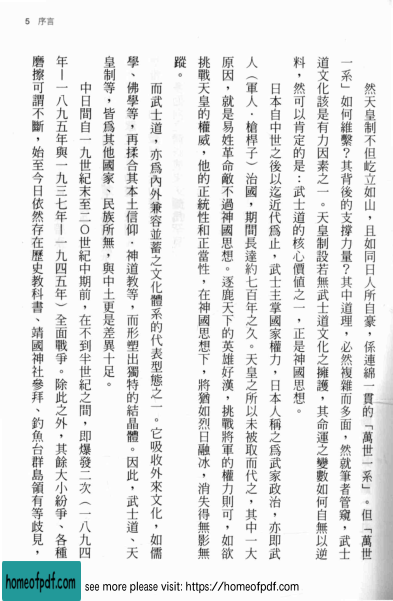 5 序言
然天皇制不但屹立如山，且如同日人所自豪，係連綿一貫的「萬世
一系」如何維繫？其背後的支撐力量？其中道理，必然複雜而多面，然就筆者管窺，武士
道文化該是有力因素之一。天皇制設若無武士道文化之擁護，其命運之變數如何自無以逆
料，然可以肯定的是：武士道的核心價值之一，正是神國思想。
日本自中世之後以迄近代為止，武士主掌國家權力，日本人稱之為武家政治，亦即武
人（軍人、槍桿子）治國，期間長達約七百年之久。天皇之所以未被取而代之，其中一大
原因，就是易姓革命敵不過神國思想。逐鹿天下的英雄好漢，挑戰將軍的權力則可，如欲
挑戰天皇的權威，他的正統性和正當性，在神國思想下，將猶如烈日融冰，消失得無影無
蹤。
而武士道，亦為內外兼容並蓄之文化體系的代表型態之一。它吸收外來文化，如儒
學、佛學等，再揉合其本土信仰．神道教等，而形塑出獨特的結晶體。因此，武士道、天
皇制等，皆為其他國家、民族所無，與中土更是差異十足。
中日間自一九世紀末至二〇世紀中期前，在不到半世紀之間，即爆發二次（一八九四
年－一八九五年與一九三七年－一九四五年）全面戰爭。除此之外，其餘大小紛爭、各種
磨擦可謂不斷，始至今日依然存在歷史教科書、靖國神社參拜、釣魚台群島領有等歧見，
homeofpdf.com
see more please visit: https://homeofpdf.com